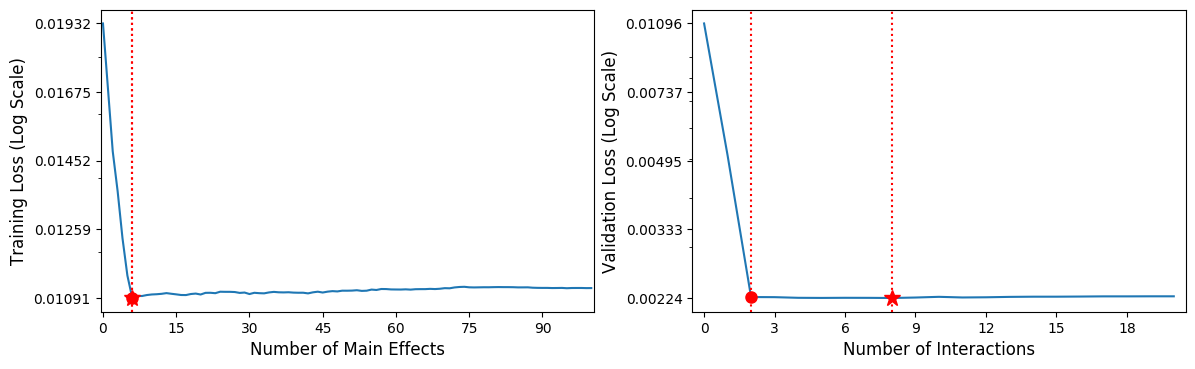 Training Loss (Log Scale)
0.01932
0.01675
0.01452
0.01259
0.01091
0 15 30 45 60 75 90
Number of Main Effects
Validation Loss (Log Scale)
0.01096
0.00737
0.00495
0.00333
0.00224
0 3 6 9 12 15 18
Number of Interactions